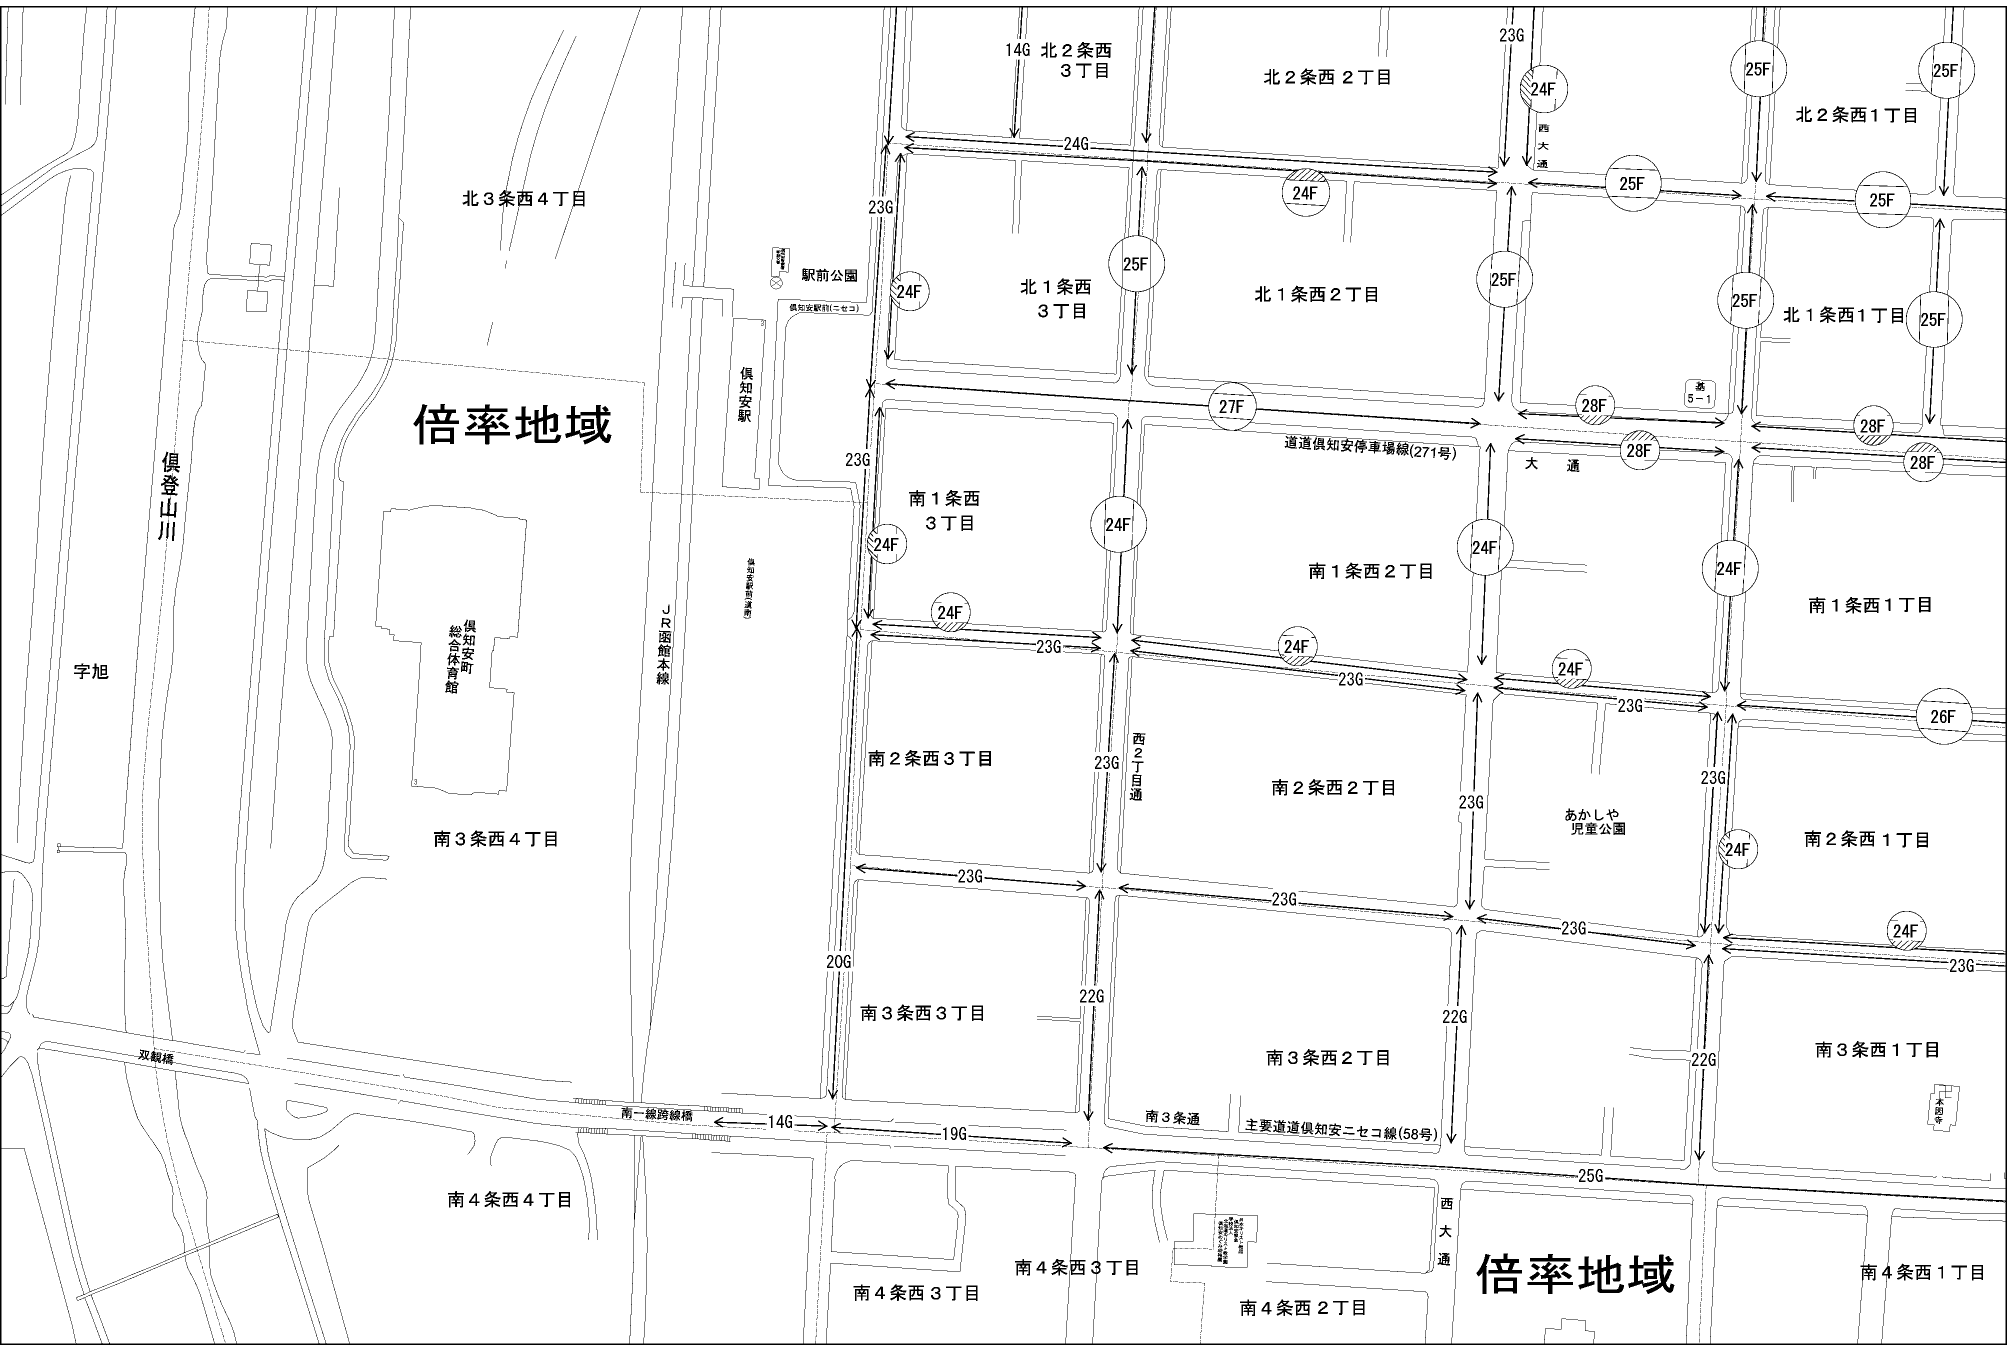 23G
14G
北２条西
３丁目
北２条西２丁目
24F
25F
25F
西大通
北２条西１丁目
24G
北３条西４丁目
24F
25F
25F
23G
駅前公園
倶知安駅前(ニセコ)
24F
25F
北１条西
３丁目
北１条西２丁目
25F
25F
北１条西１丁目
25F
倶知安駅
倍率地域
27F
28F
基
5－1
28F
道道倶知安停車場線(271号)
28F
28F
大通
倶登山川
23G
南１条西
３丁目
24F
24F
24F
24F
倶知安駅前(道南)
南１条西２丁目
南１条西１丁目
ＪＲ函館本線
倶知安町
総合体育館
字旭
24F
23G
24F
23G
24F
23G
26F
南２条西３丁目
23G
西２丁目通
南２条西２丁目
23G
23G
あかしや
児童公園
24F
南２条西１丁目
南３条西４丁目
23G
23G
23G
24F
23G
20G
南３条西３丁目
22G
22G
南３条西２丁目
22G
南３条西１丁目
双観橋
南一線跨線橋
14G
19G
南３条通
主要道道倶知安ニセコ線(58号)
本因寺
25G
南４条西４丁目
西大通
南４条西３丁目
南４条西３丁目
南４条西２丁目
倍率地域
南４条西１丁目